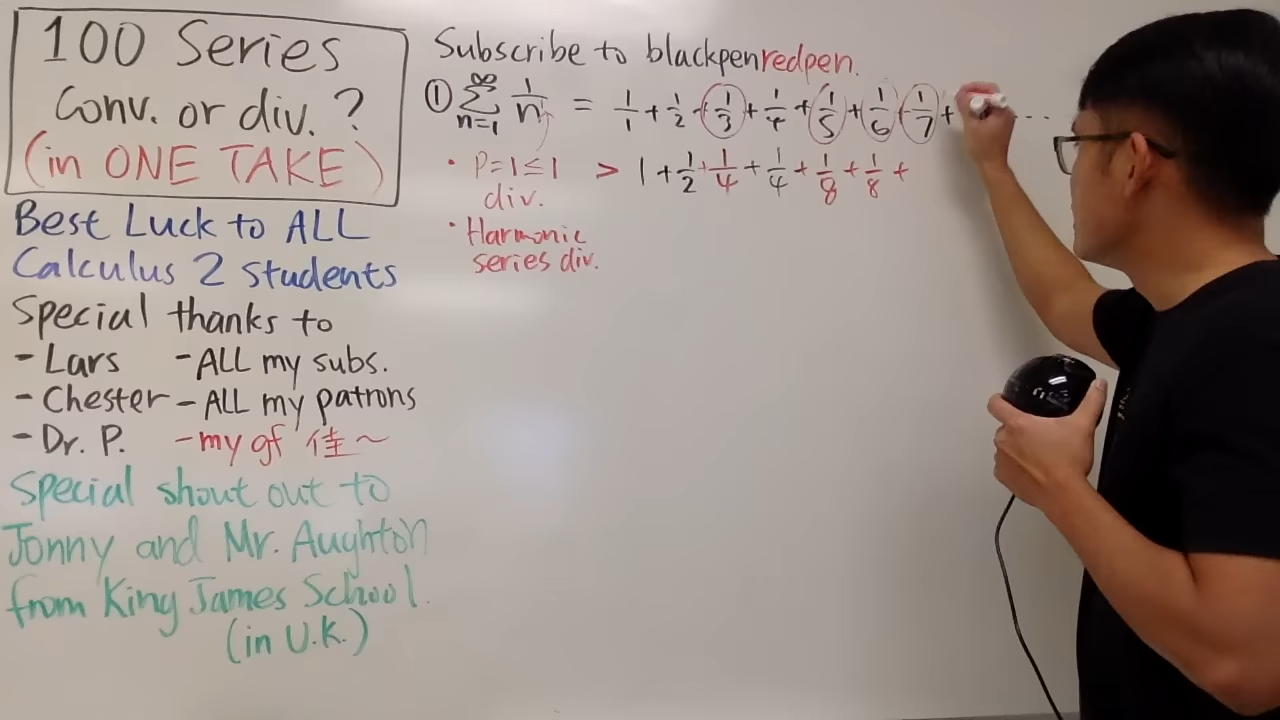 100 Series
Conv. or div. ?
(in ONE TAKE)
Best Luck to ALL
Calculus 2 students
Special thanks to
- Lars - ALL my subs.
- Chester - ALL my patrons
- Dr. P. - my gf 佳~
Special shout out to
Jonny and Mr. Aughton
from King James School.
(in U.K.)
Subscribe to blackpenredpen.
① ∑_{n=1}^{∞} 1/n = 1/1 + 1/2 + 1/3 + 1/4 + 1/5 + 1/6 + 1/7 + ...
• P=1≤1 > 1 + 1/2 + 1/4 + 1/4 + 1/8 + 1/8 +
div.
• Harmonic
series div.